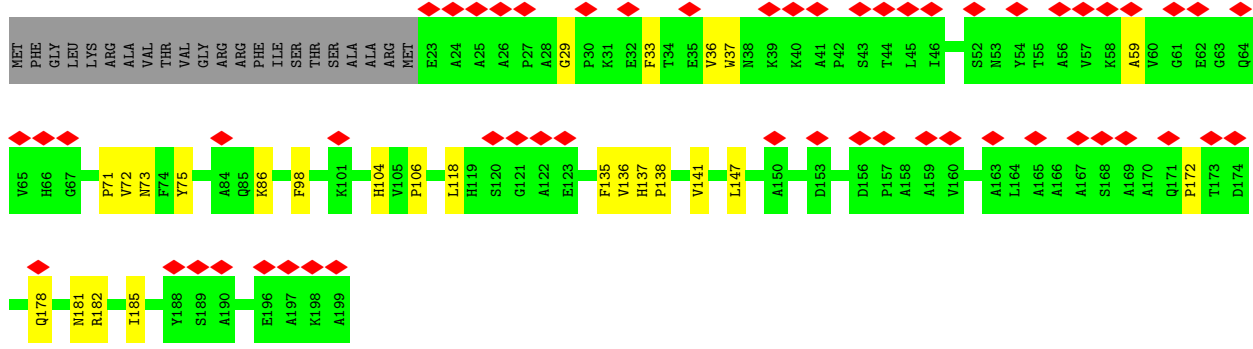 MET PHE GLY LEU LYS ARG ALA VAL THR VAL GLY ARG ARG PHE ILE SER THR SER ALA ALA ARG MET E23 A24 A25 A26 P27 A28 G29 P30 K31 E32 F33 T34 E35 V36 W37 N38 K39 K40 A41 P42 S43 T44 L45 I46 S52 N53 Y54 T55 A56 V57 K58 A59 V60 G61 E62 G63 Q64
V65 H66 G67 P71 V72 N73 F74 Y75 A84 Q85 K86 F98 K101 H104 V105 P106 L118 H119 S120 G121 A122 E123 F135 V136 H137 P138 V141 L147 A150 D153 D156 P157 A158 A159 V160 A163 L164 A165 A166 A167 S168 A169 A170 Q171 P172 T173 D174
Q178 N181 R182 I185 Y188 S189 A190 E196 A197 K198 A199